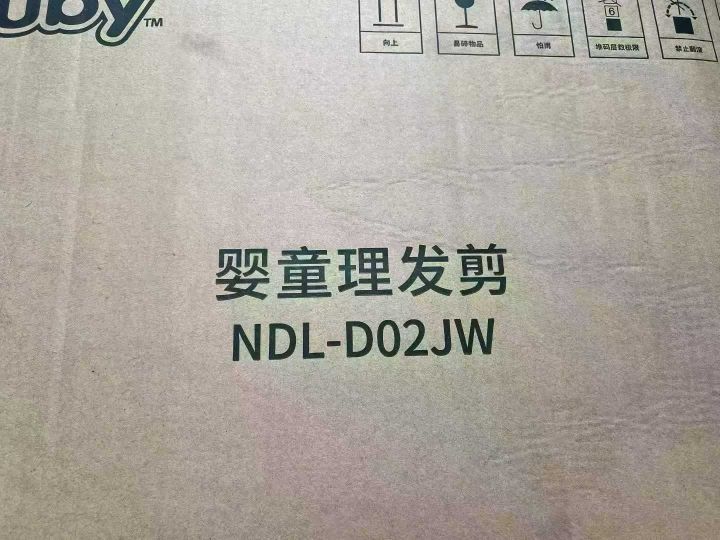 uby™
向上
易碎物品
怕雨
6
堆码层数极限
禁止翻滚
婴童理发剪
NDL-D02JW